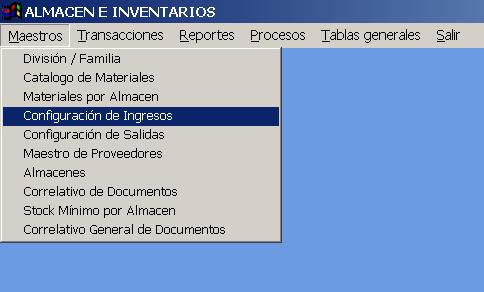 ALMACEN E INVENTARIOS
Maestros Transacciones Reportes Procesos Tablas generales Salir
División / Familia
Catalogo de Materiales
Materiales por Almacen
Configuración de Ingresos
Configuración de Salidas
Maestro de Proveedores
Almacenes
Correlativo de Documentos
Stock Mínimo por Almacen
Correlativo General de Documentos